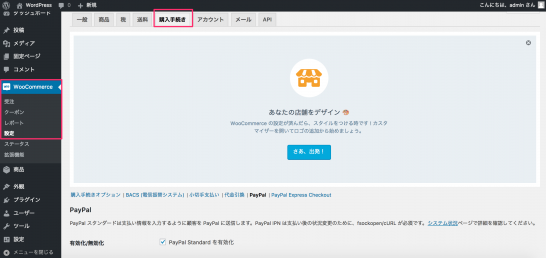 WordPress 0 + 新規
こんにちは、admin さん
ダッシュボード
投稿
メディア
固定ページ
コメント
WooCommerce
受注
クーポン
レポート
設定
ステータス
拡張機能
商品
外観
プラグイン
ユーザー
ツール
設定
メニューを閉じる
一般 商品 税 送料 購入手続き アカウント メール API
あなたの店舗をデザイン
WooCommerce の設定が済んだら、スタイルをつける時です！カスタ
マイザーを開いてロゴの追加から始めましょう。
さあ、出発！
購入手続きオプション | BACS (電信振替システム) | 小切手支払い | 代金引換 | PayPal | PayPal Express Checkout
PayPal
PayPal スタンダードは支払い情報を入力するように顧客を PayPal に送信します。PayPal IPN は支払い後の状況変更のために、fsockopen/cURL が必須です。 システム状況ページで詳細を確認してください。
有効化/無効化
PayPal Standard を有効化